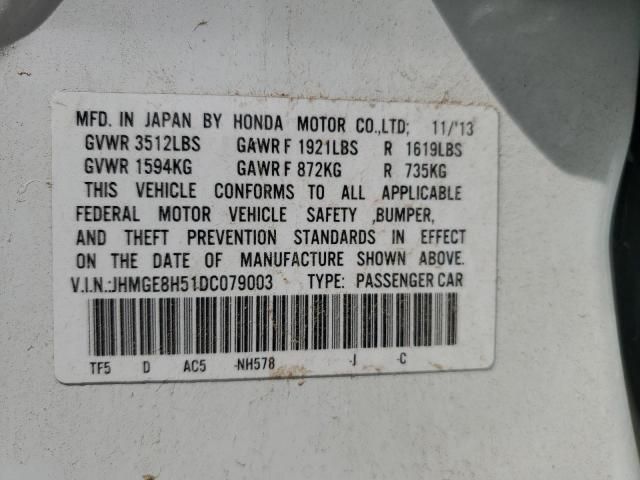 MFD. IN JAPAN BY HONDA MOTOR CO.,LTD; 11/'13
GVWR 3512LBS GAWR F 1921LBS R 1619LBS
GVWR 1594KG GAWR F 872KG R 735KG
THIS VEHICLE CONFORMS TO ALL APPLICABLE
FEDERAL MOTOR VEHICLE SAFETY ,BUMPER,
AND THEFT PREVENTION STANDARDS IN EFFECT
ON THE DATE OF MANUFACTURE SHOWN ABOVE.
V.I.N.:JHMGE8H51DC079003 TYPE: PASSENGER CAR
TF5 D AC5 -NH578 -J -C